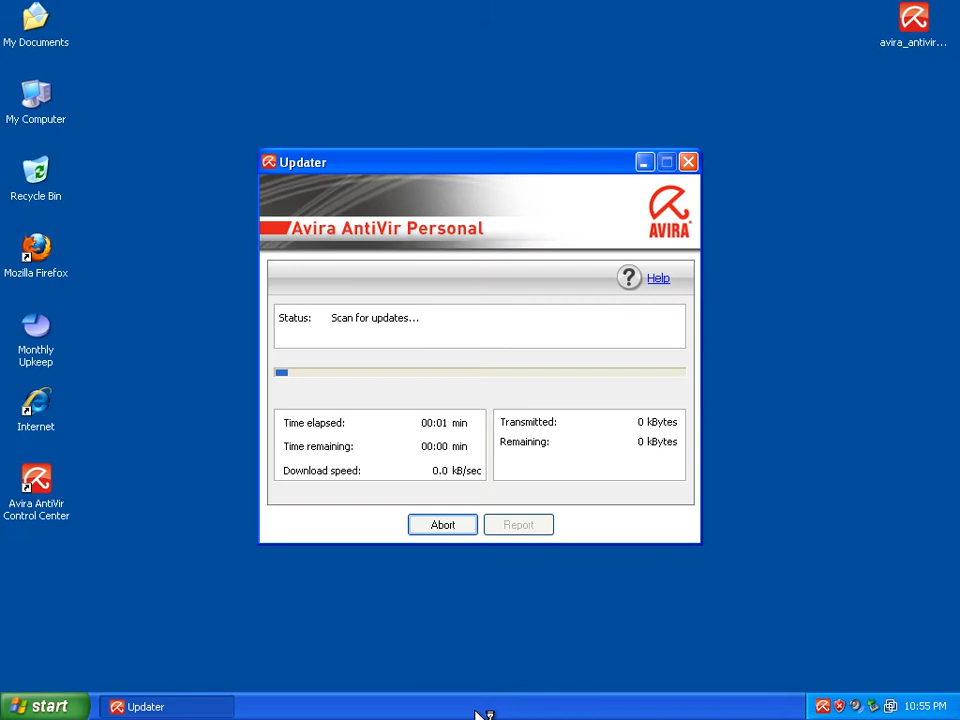 My Documents
avira_antivir...
My Computer
Recycle Bin
Mozilla Firefox
Monthly
Upkeep
Internet
Avira AntiVir
Control Center
Updater
AVIRA
Avira AntiVir Personal
? Help
Status: Scan for updates...
Time elapsed: 00:01 min
Time remaining: 00:00 min
Download speed: 0.0 kB/sec
Transmitted: 0 kBytes
Remaining: 0 kBytes
Abort
Report
start
Updater
10:55 PM